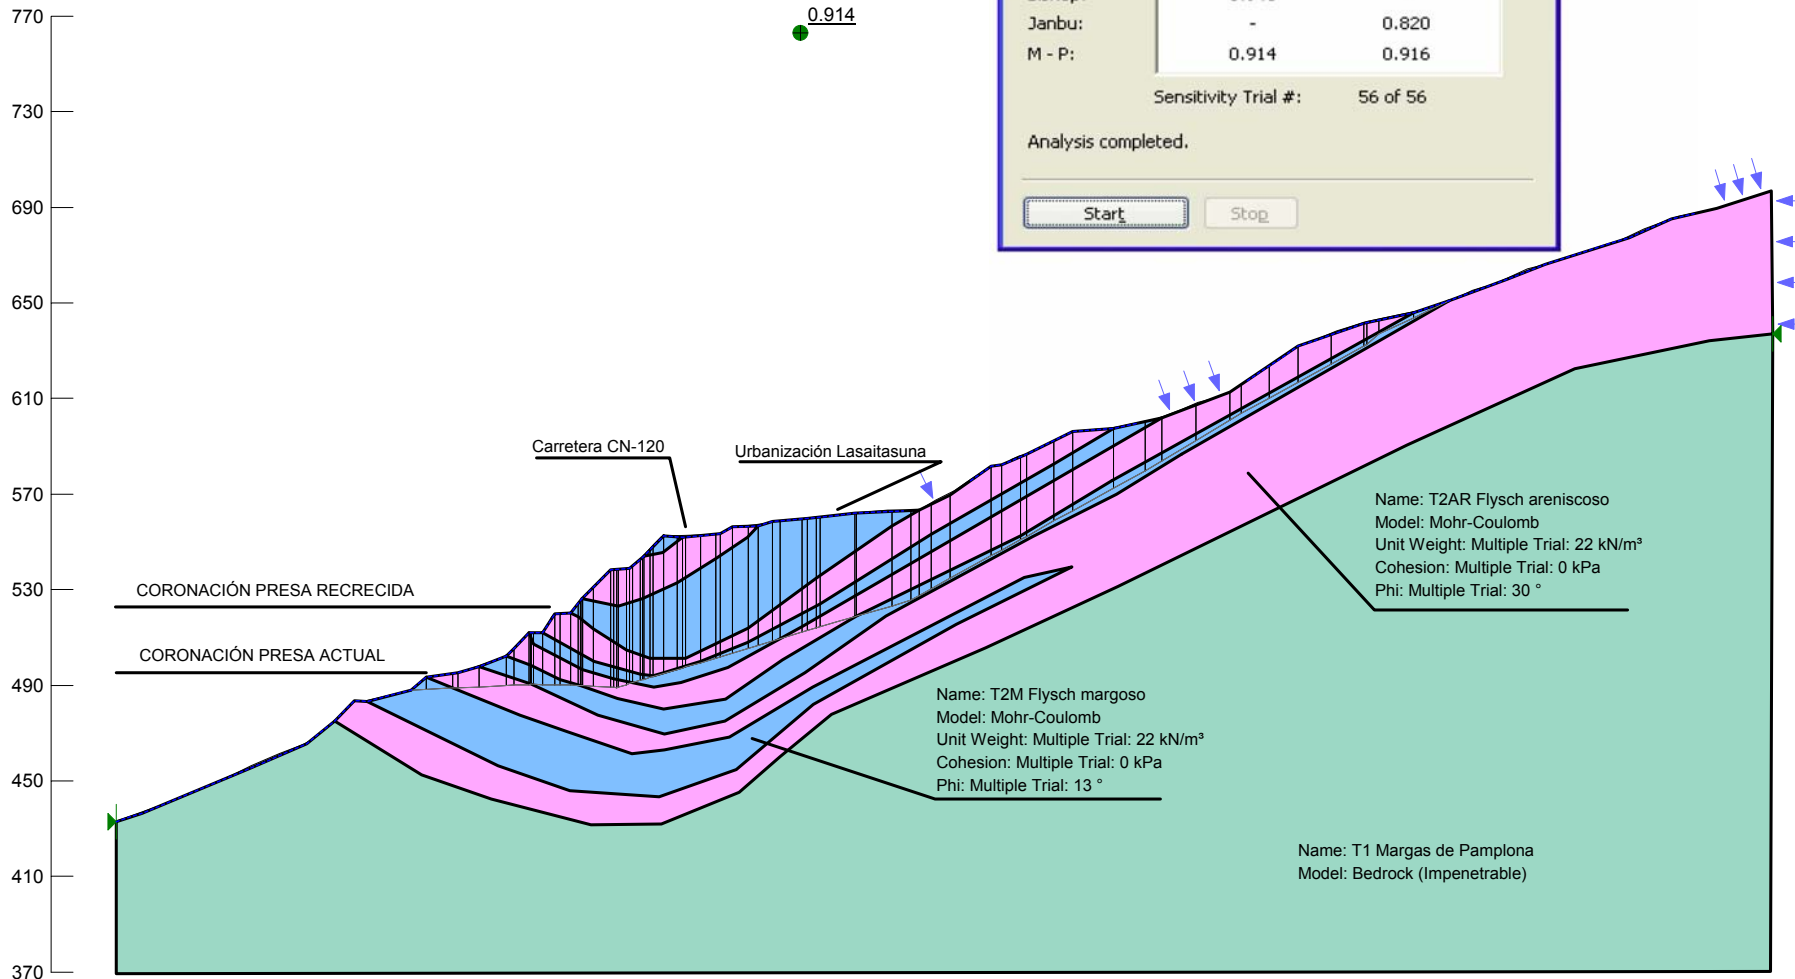 770
730
690
650
610
570
530
490
450
410
370
0.914
Janbu: - 0.820
M - P: 0.914 0.916
Sensitivity Trial #: 56 of 56
Analysis completed.
Start
Stop
Carretera CN-120
Urbanización Lasaitasuna
CORONACIÓN PRESA RECRECIDA
CORONACIÓN PRESA ACTUAL
Name: T2AR Flysch areniscoso
Model: Mohr-Coulomb
Unit Weight: Multiple Trial: 22 kN/m³
Cohesion: Multiple Trial: 0 kPa
Phi: Multiple Trial: 30 °
Name: T2M Flysch margoso
Model: Mohr-Coulomb
Unit Weight: Multiple Trial: 22 kN/m³
Cohesion: Multiple Trial: 0 kPa
Phi: Multiple Trial: 13 °
Name: T1 Margas de Pamplona
Model: Bedrock (Impenetrable)